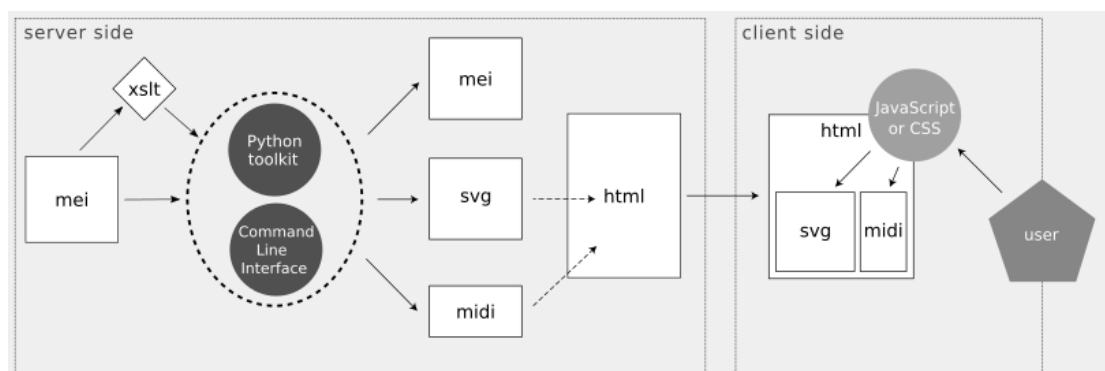 server side
mei
xslt
Python
toolkit
Command
Line
Interface
mei
svg
midi
html
client side
html
JavaScript
or CSS
svg
midi
user